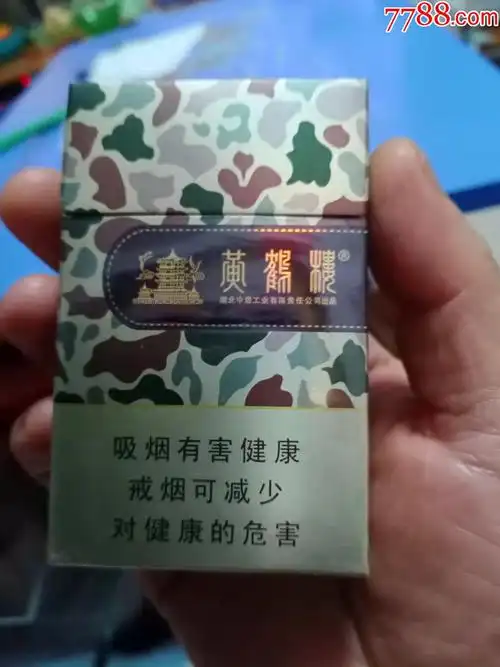 7788.com
黄鹤楼®
湖北中烟工业有限责任公司出品
吸烟有害健康
戒烟可减少
对健康的危害